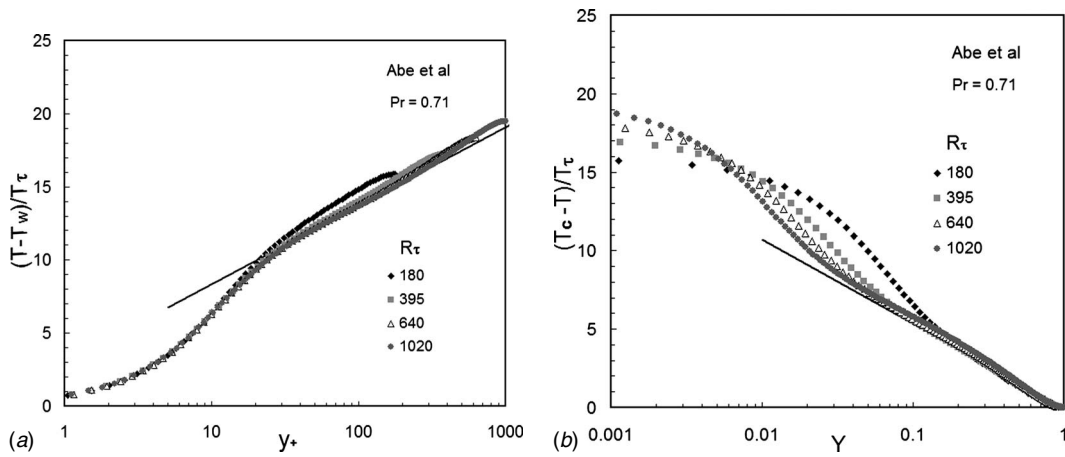 25
20
15
10
5
0
(T-Tw)/Tτ
Abe et al
Pr = 0.71
Rτ
180
395
640
1020
1
10
100
1000
(a)
y+
25
20
15
10
5
0
(Tc-T)/Tτ
Abe et al
Pr = 0.71
Rτ
180
395
640
1020
0.001
0.01
0.1
1
(b)
Y